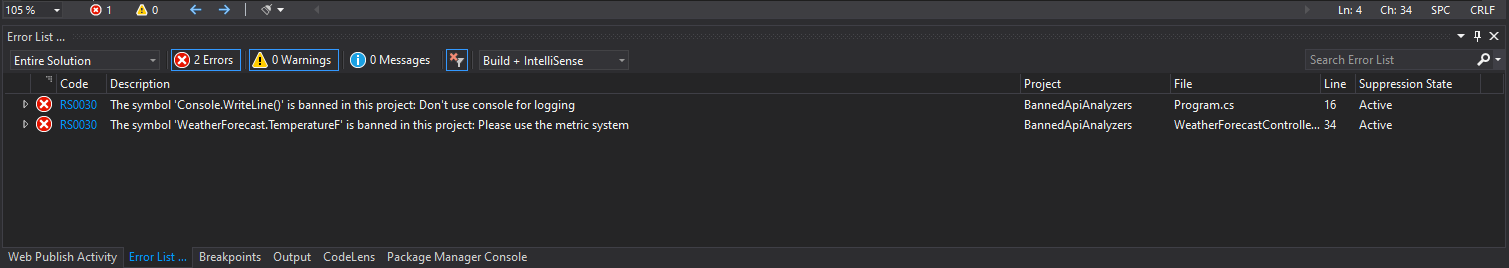 105 % 1 0 Ln: 4 Ch: 34 SPC CRLF
Error List ...
Entire Solution 2 Errors 0 Warnings 0 Messages Build + IntelliSense Search Error List
Code Description Project File Line Suppression State
RS0030 The symbol 'Console.WriteLine()' is banned in this project: Don't use console for logging BannedApiAnalyzers Program.cs 16 Active
RS0030 The symbol 'WeatherForecast.TemperatureF' is banned in this project: Please use the metric system BannedApiAnalyzers WeatherForecastControlle... 34 Active
Web Publish Activity Error List ... Breakpoints Output CodeLens Package Manager Console